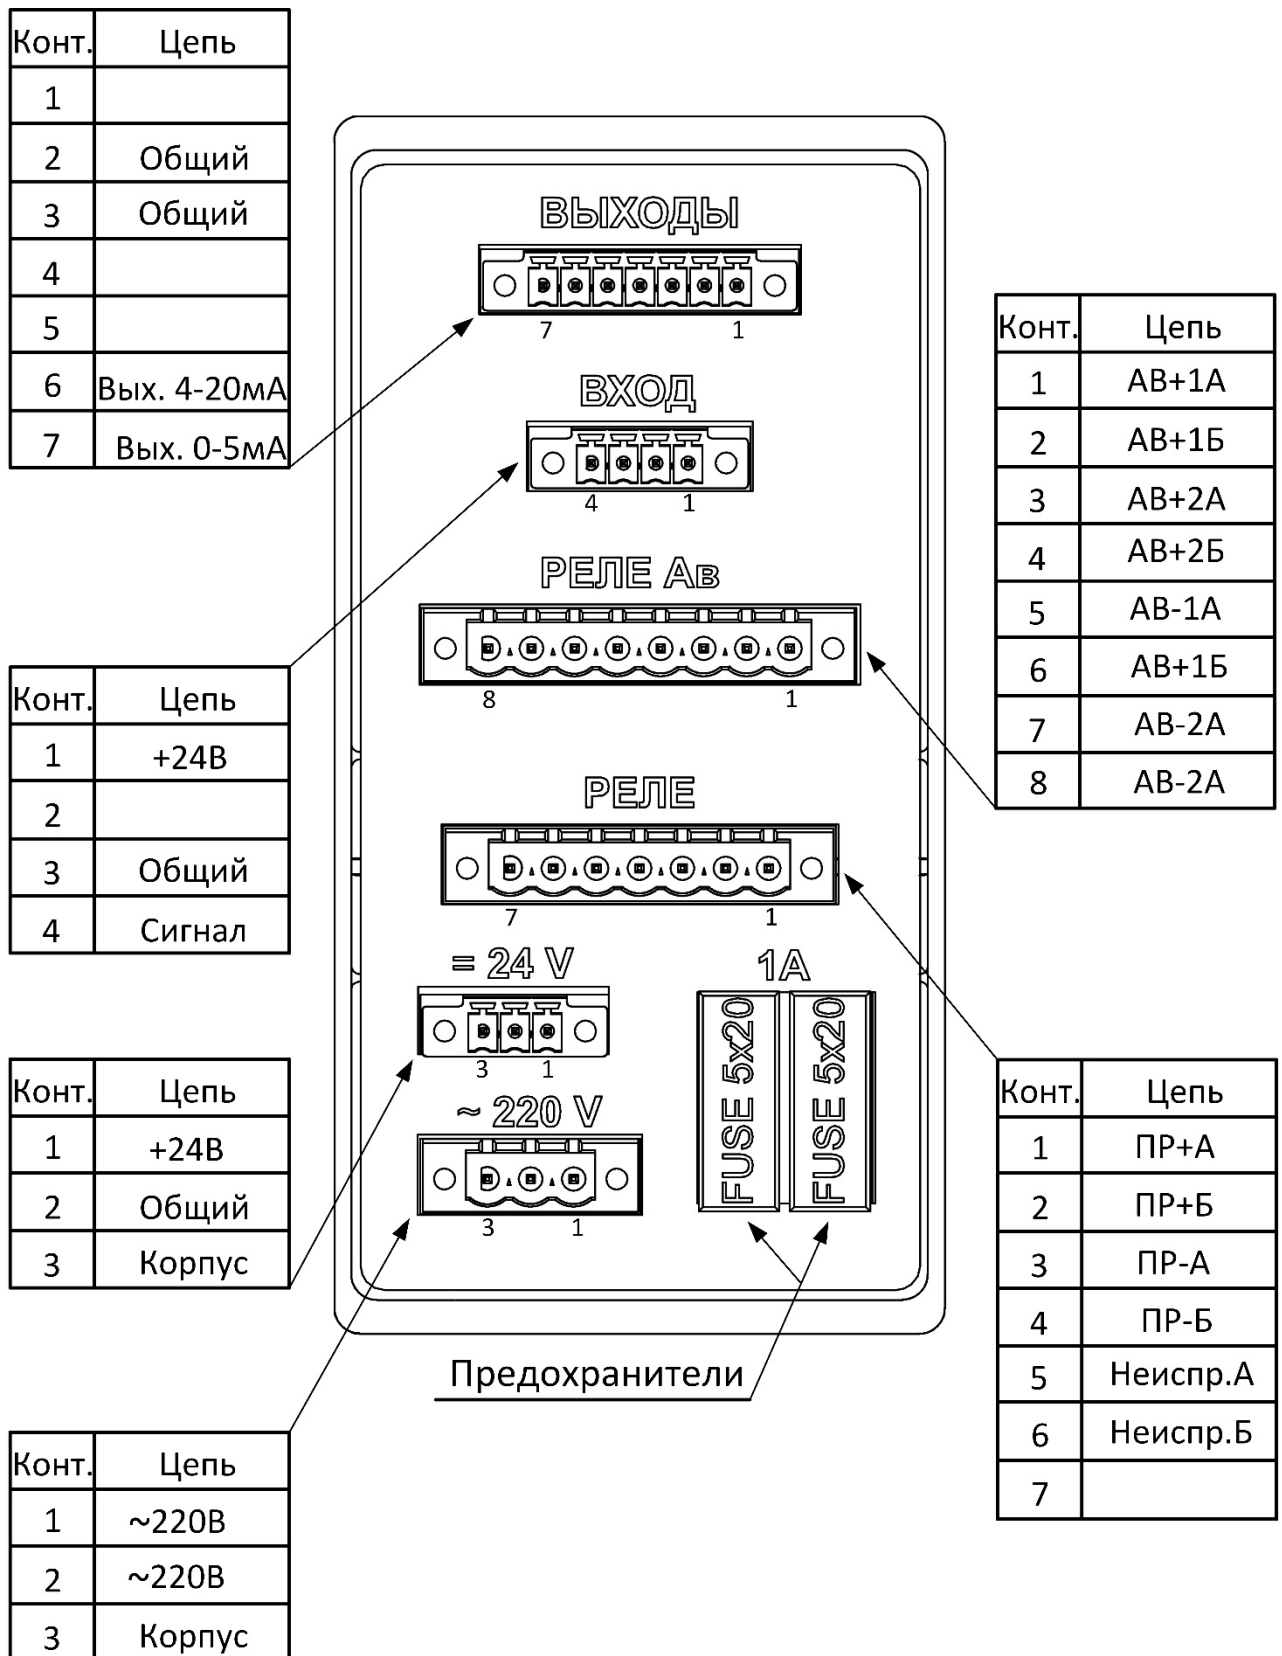 Конт. Цепь
1
2 Общий
3 Общий
4
5
6 Вых. 4-20мА
7 Вых. 0-5мА
ВЫХОДЫ
7 1
ВХОД
4 1
РЕЛЕ Ав
8 1
РЕЛЕ
7 1
= 24 V
3 1
~ 220 V
3 1
1А
FUSE 5x20
FUSE 5x20
Предохранители
Конт. Цепь
1 АВ+1А
2 АВ+1Б
3 АВ+2А
4 АВ+2Б
5 АВ-1А
6 АВ+1Б
7 АВ-2А
8 АВ-2А
Конт. Цепь
1 +24В
2
3 Общий
4 Сигнал
Конт. Цепь
1 +24В
2 Общий
3 Корпус
Конт. Цепь
1 ПР+А
2 ПР+Б
3 ПР-А
4 ПР-Б
5 Неиспр.А
6 Неиспр.Б
7
Конт. Цепь
1 ~220В
2 ~220В
3 Корпус